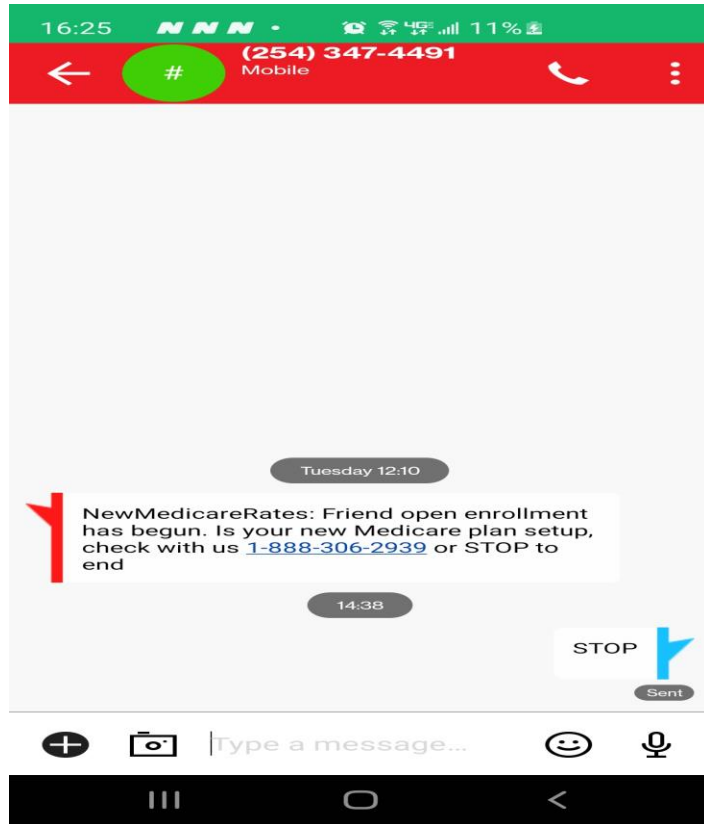 16:25 N N N • 4G 11%
# (254) 347-4491
Mobile
Tuesday 12:10
NewMedicareRates: Friend open enrollment
has begun. Is your new Medicare plan setup,
check with us 1-888-306-2939 or STOP to
end
14:38
STOP
Sent
Type a message...